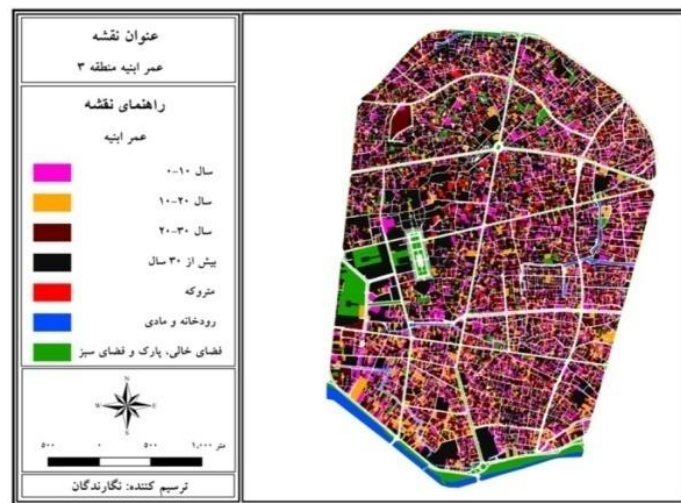 عنوان نقشه
عمر ابنیه منطقه ۳
راهنمای نقشه
عمر ابنیه
سال ۱۰-۰
سال ۲۰-۱۰
سال ۳۰-۲۰
بیش از ۳۰ سال
متروکه
رودخانه و مادی
فضای خالی، پارک و فضای سبز
N
W E
S
۵۰۰ ۰ ۵۰۰ ۱,۰۰۰ متر
ترسیم کننده: نگارندگان